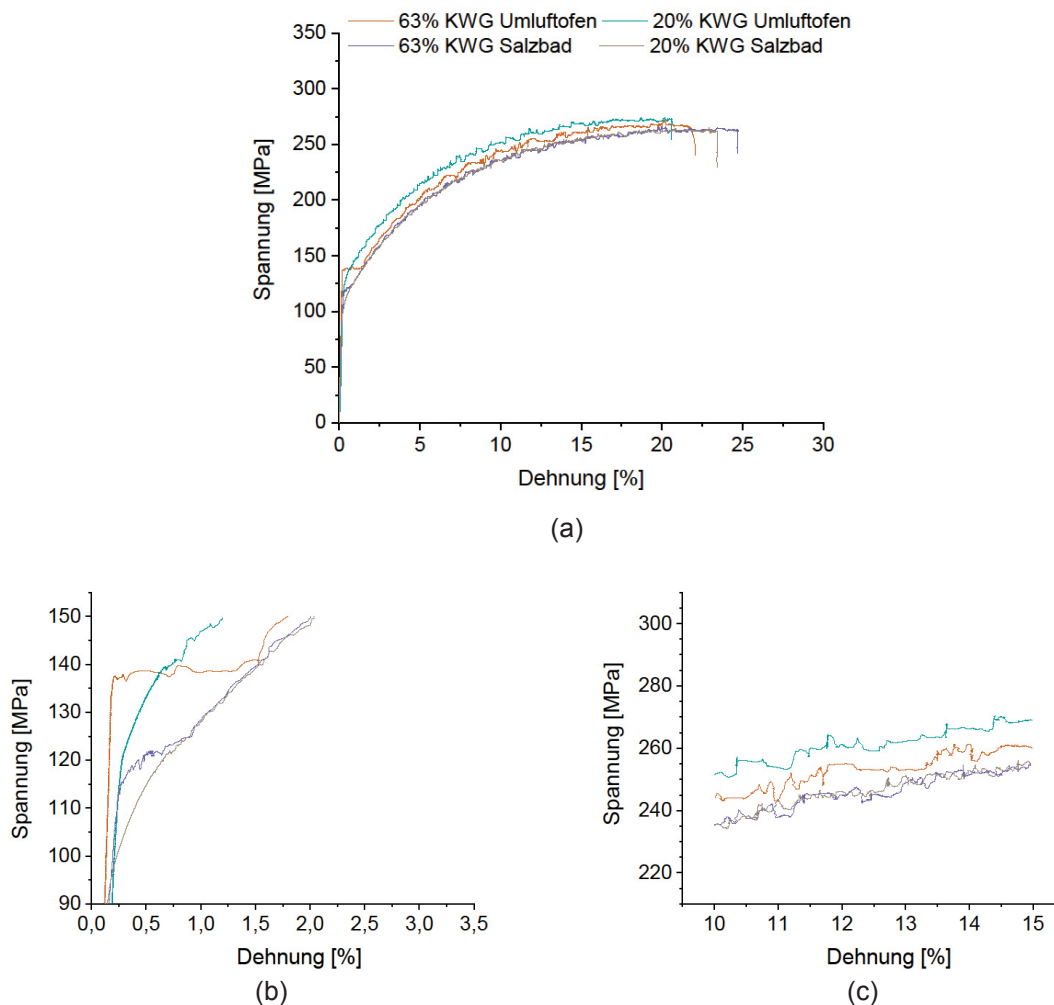 63% KWG Umluftofen 20% KWG Umluftofen
63% KWG Salzbad 20% KWG Salzbad
350
300
250
200
150
100
50
0
Spannung [MPa]
0 5 10 15 20 25 30
Dehnung [%]
(a)
150
140
130
120
110
100
90
Spannung [MPa]
0,0 0,5 1,0 1,5 2,0 2,5 3,0 3,5
Dehnung [%]
(b)
300
280
260
240
220
Spannung [MPa]
10 11 12 13 14 15
Dehnung [%]
(c)